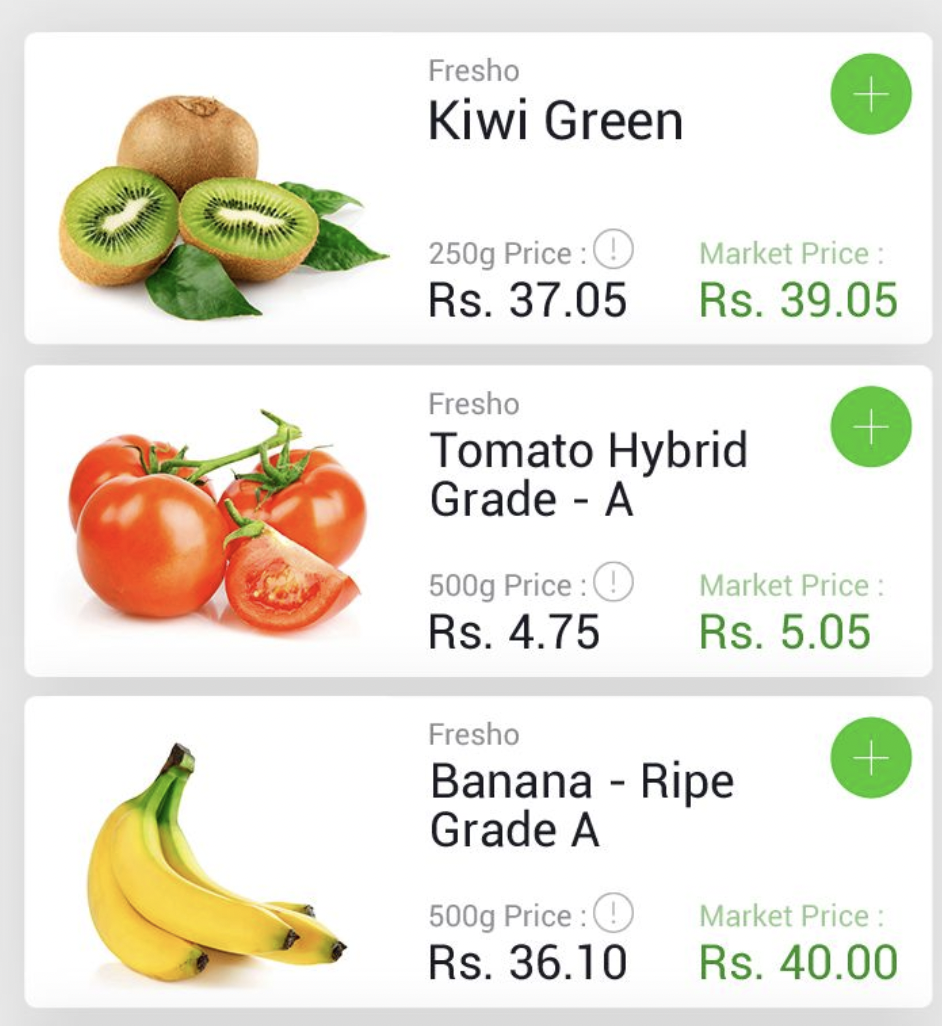 Fresho
Kiwi Green
250g Price :
Market Price :
Rs. 37.05
Rs. 39.05
Fresho
Tomato Hybrid
Grade - A
500g Price :
Market Price :
Rs. 4.75
Rs. 5.05
Fresho
Banana - Ripe
Grade A
500g Price :
Market Price :
Rs. 36.10
Rs. 40.00